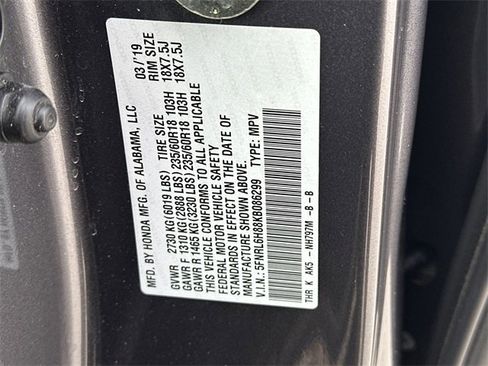 MFD. BY HONDA MFG. OF ALABAMA, LLC 03/'19
TIRE SIZE RIM SIZE
GVWR 2730 KG(6019 LBS)
GAWR F 1310 KG(2888 LBS) 235/60R18 103H 18X7.5J
GAWR R 1465 KG(3230 LBS) 235/60R18 103H 18X7.5J
THIS VEHICLE CONFORMS TO ALL APPLICABLE
FEDERAL MOTOR VEHICLE SAFETY
STANDARDS IN EFFECT ON THE DATE OF
MANUFACTURE SHOWN ABOVE.
V.I.N.: 5FNRL6H88KB086299 TYPE: MPV
THR K AK5 - NH797M -B -B